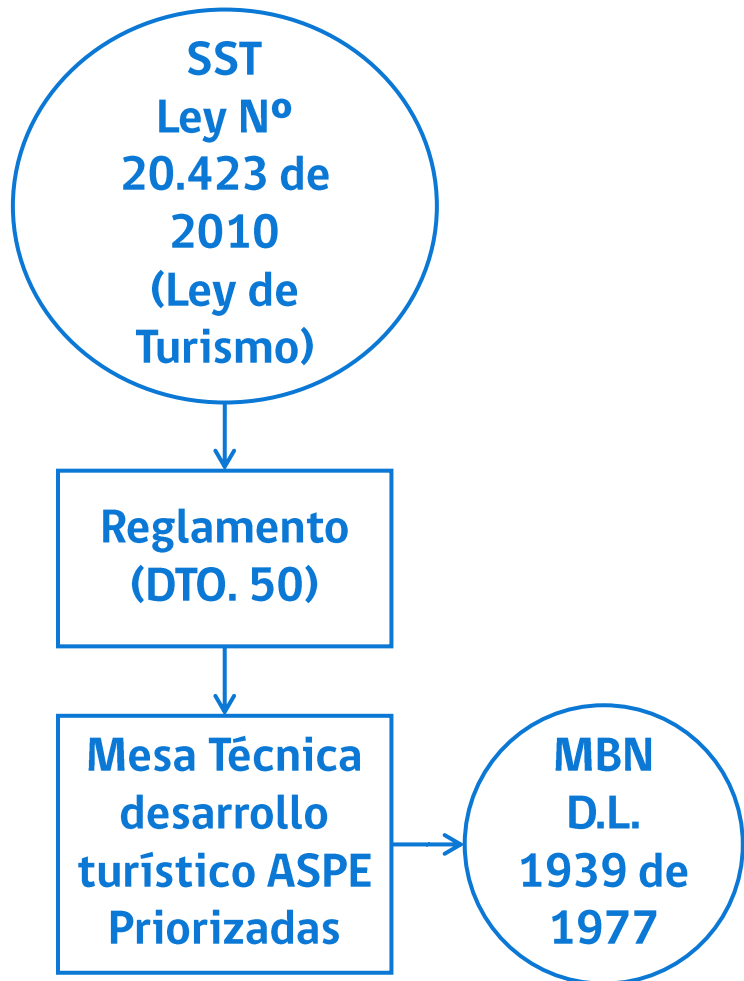 SST
Ley Nº
20.423 de
2010
(Ley de
Turismo)
Reglamento
(DTO. 50)
Mesa Técnica
desarrollo
turístico ASPE
Priorizadas
MBN
D.L.
1939 de
1977